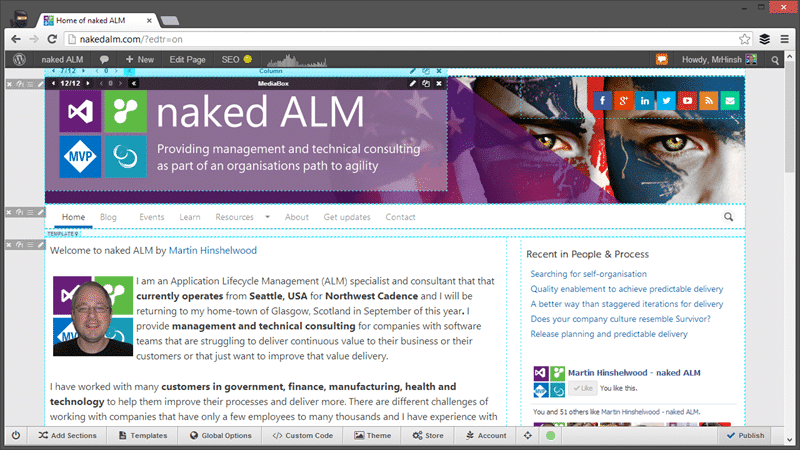 Home of naked ALM
nakedalm.com/?edtr=on
naked ALM
+ New
Edit Page
SEO
Howdy, MrHinsh
7/12
0
Column
12/12
0
MediaBox
naked ALM
MVP
Providing management and technical consulting
as part of an organisations path to agility
Home
Blog
Events
Learn
Resources
About
Get updates
Contact
Welcome to naked ALM by Martin Hinshelwood
I am an Application Lifecycle Management (ALM) specialist and consultant that that
currently operates from Seattle, USA for Northwest Cadence and I will be
returning to my home-town of Glasgow, Scotland in September of this year. I
provide management and technical consulting for companies with software
teams that are struggling to deliver continuous value to their business or their
customers or that just want to improve that value delivery.
I have worked with many customers in government, finance, manufacturing, health and
technology to help them improve their processes and deliver more. There are different challenges of
working with companies that have only a few employees to many thousands and I have experience with
Recent in People & Process
Searching for self-organisation
Quality enablement to achieve predictable delivery
A better way than staggered iterations for delivery
Does your company culture resemble Survivor?
Release planning and predictable delivery
Martin Hinshelwood - naked ALM
Like
You like this.
You and 51 others like Martin Hinshelwood - naked ALM.
Add Sections
Templates
Global Options
</> Custom Code
Theme
Store
Account
Publish